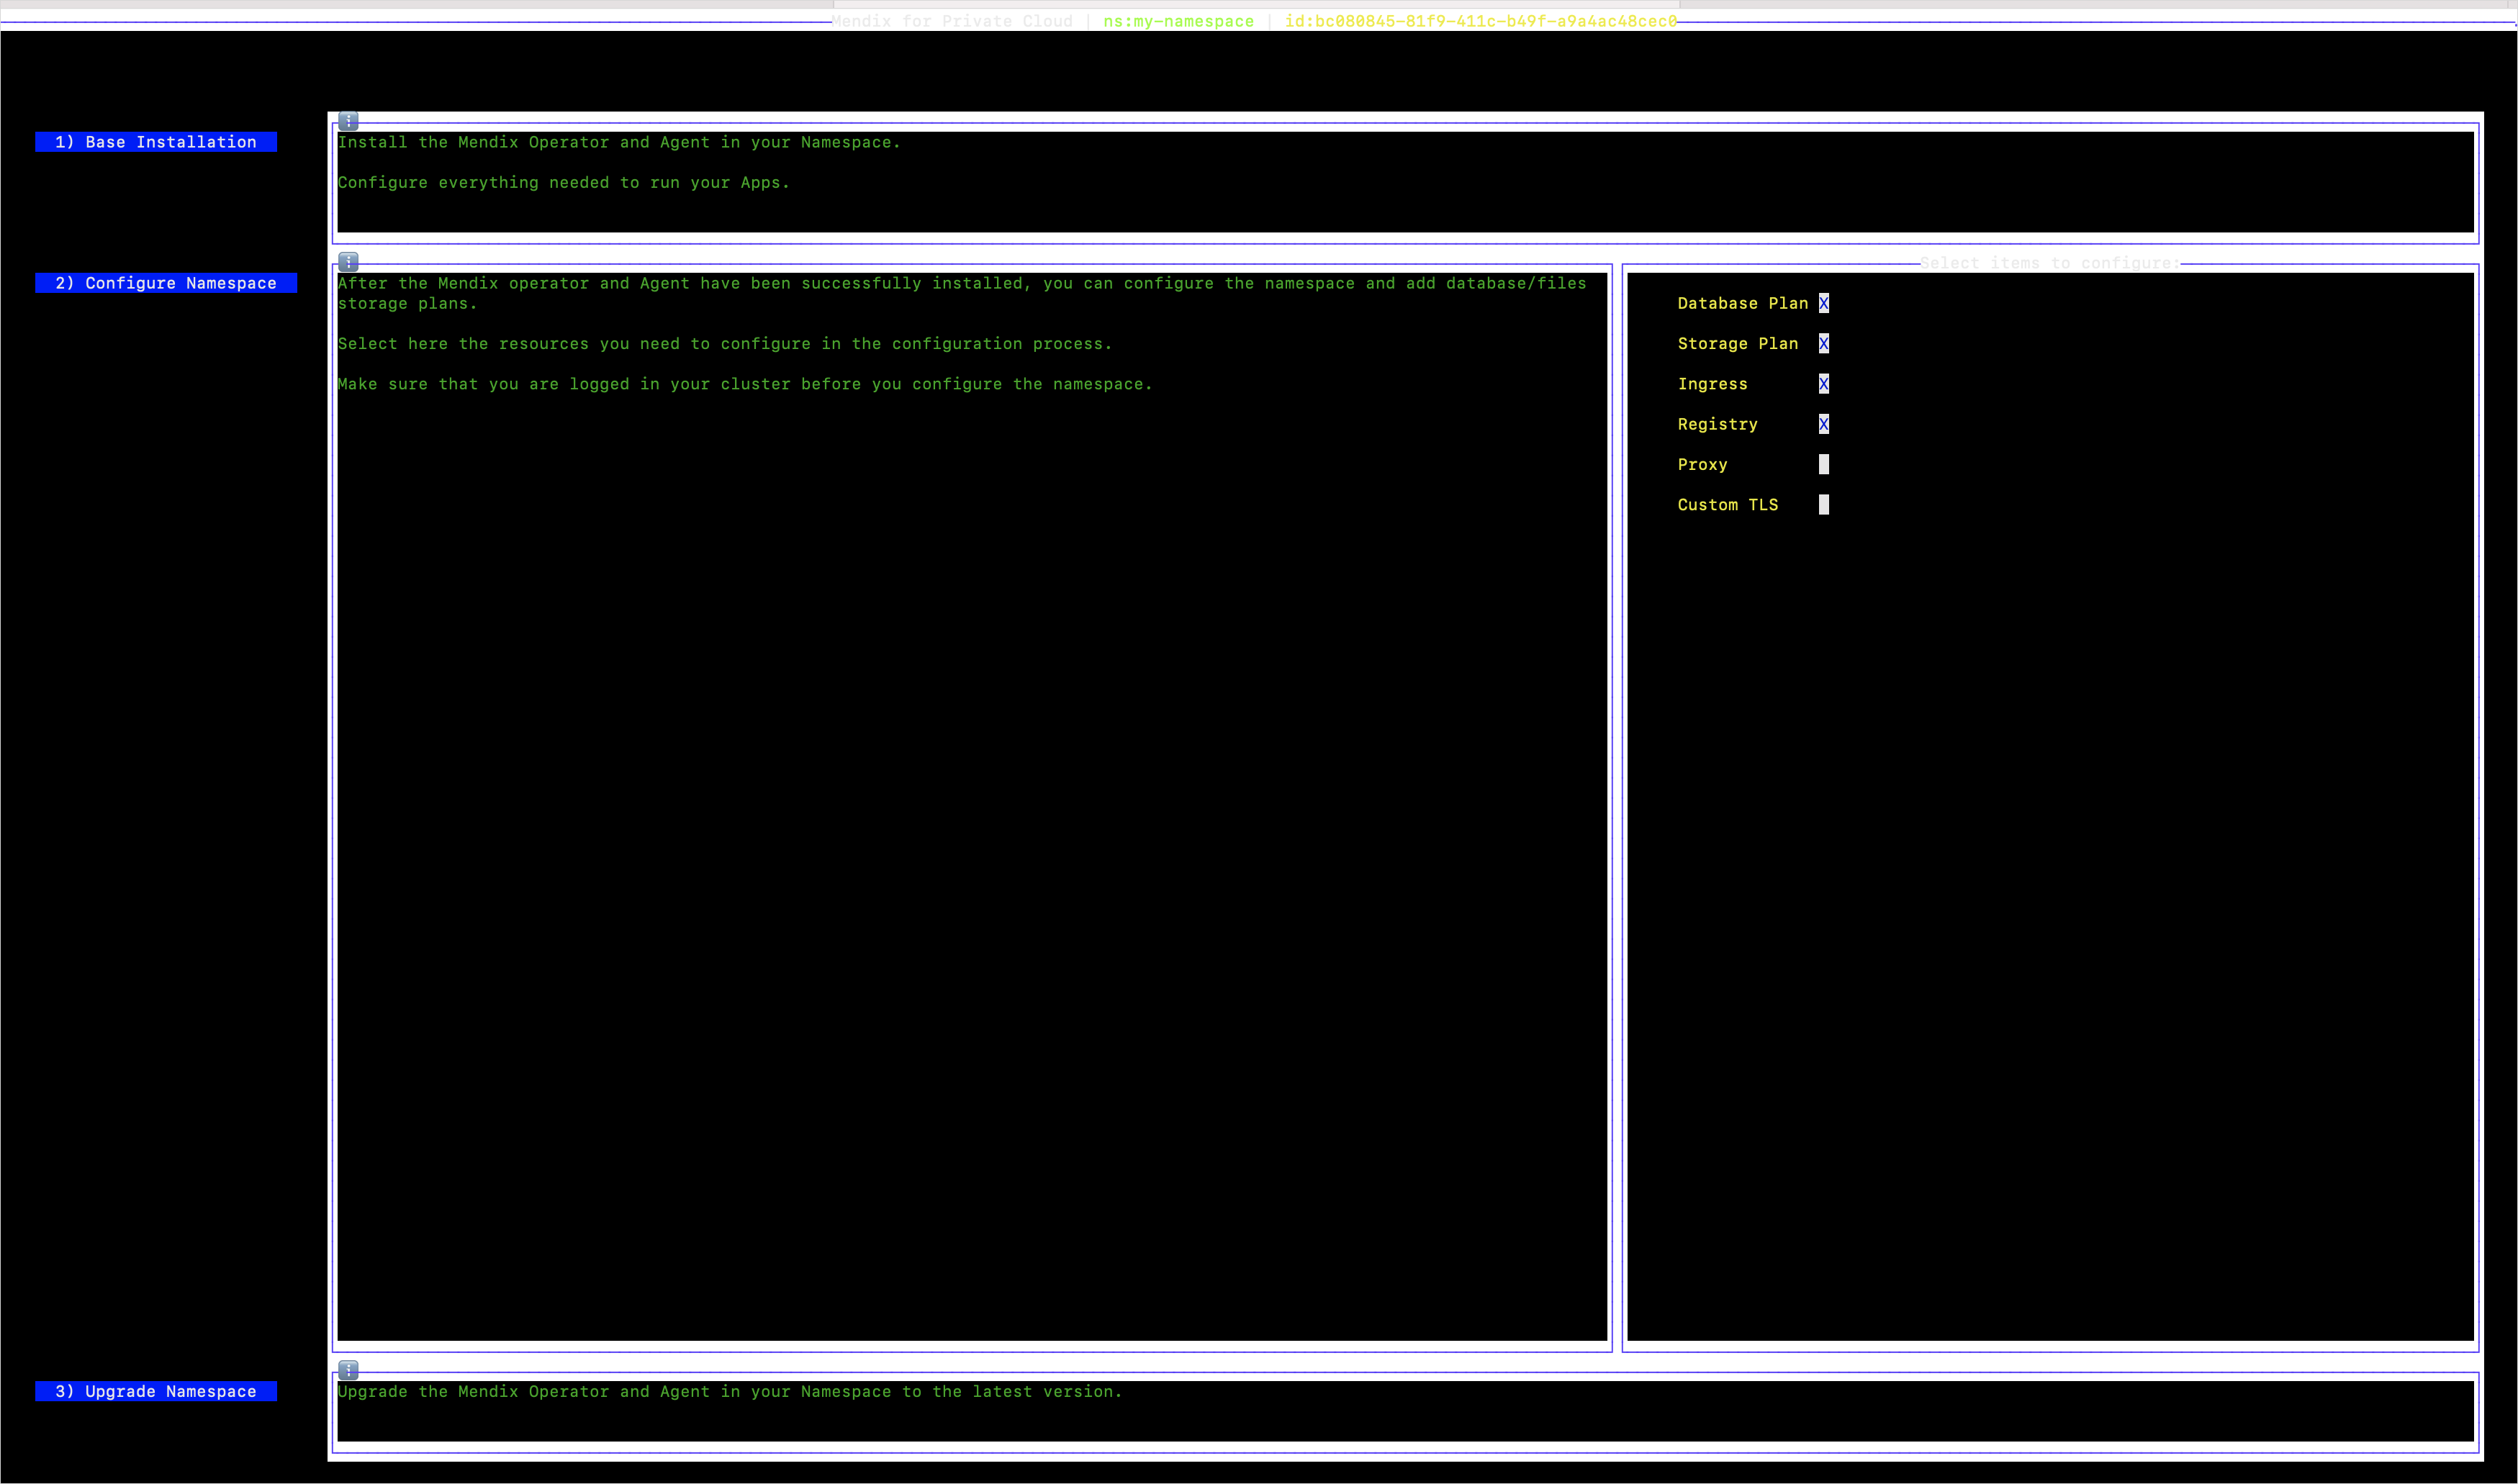 Mendix for Private Cloud | ns:my-namespace | id:bc080845-81f9-411c-b49f-a9a4ac48cec0
1) Base Installation
Install the Mendix Operator and Agent in your Namespace.
Configure everything needed to run your Apps.
2) Configure Namespace
After the Mendix operator and Agent have been successfully installed, you can configure the namespace and add database/files
storage plans.
Select here the resources you need to configure in the configuration process.
Make sure that you are logged in your cluster before you configure the namespace.
Select items to configure:
Database Plan X
Storage Plan X
Ingress X
Registry X
Proxy
Custom TLS
3) Upgrade Namespace
Upgrade the Mendix Operator and Agent in your Namespace to the latest version.